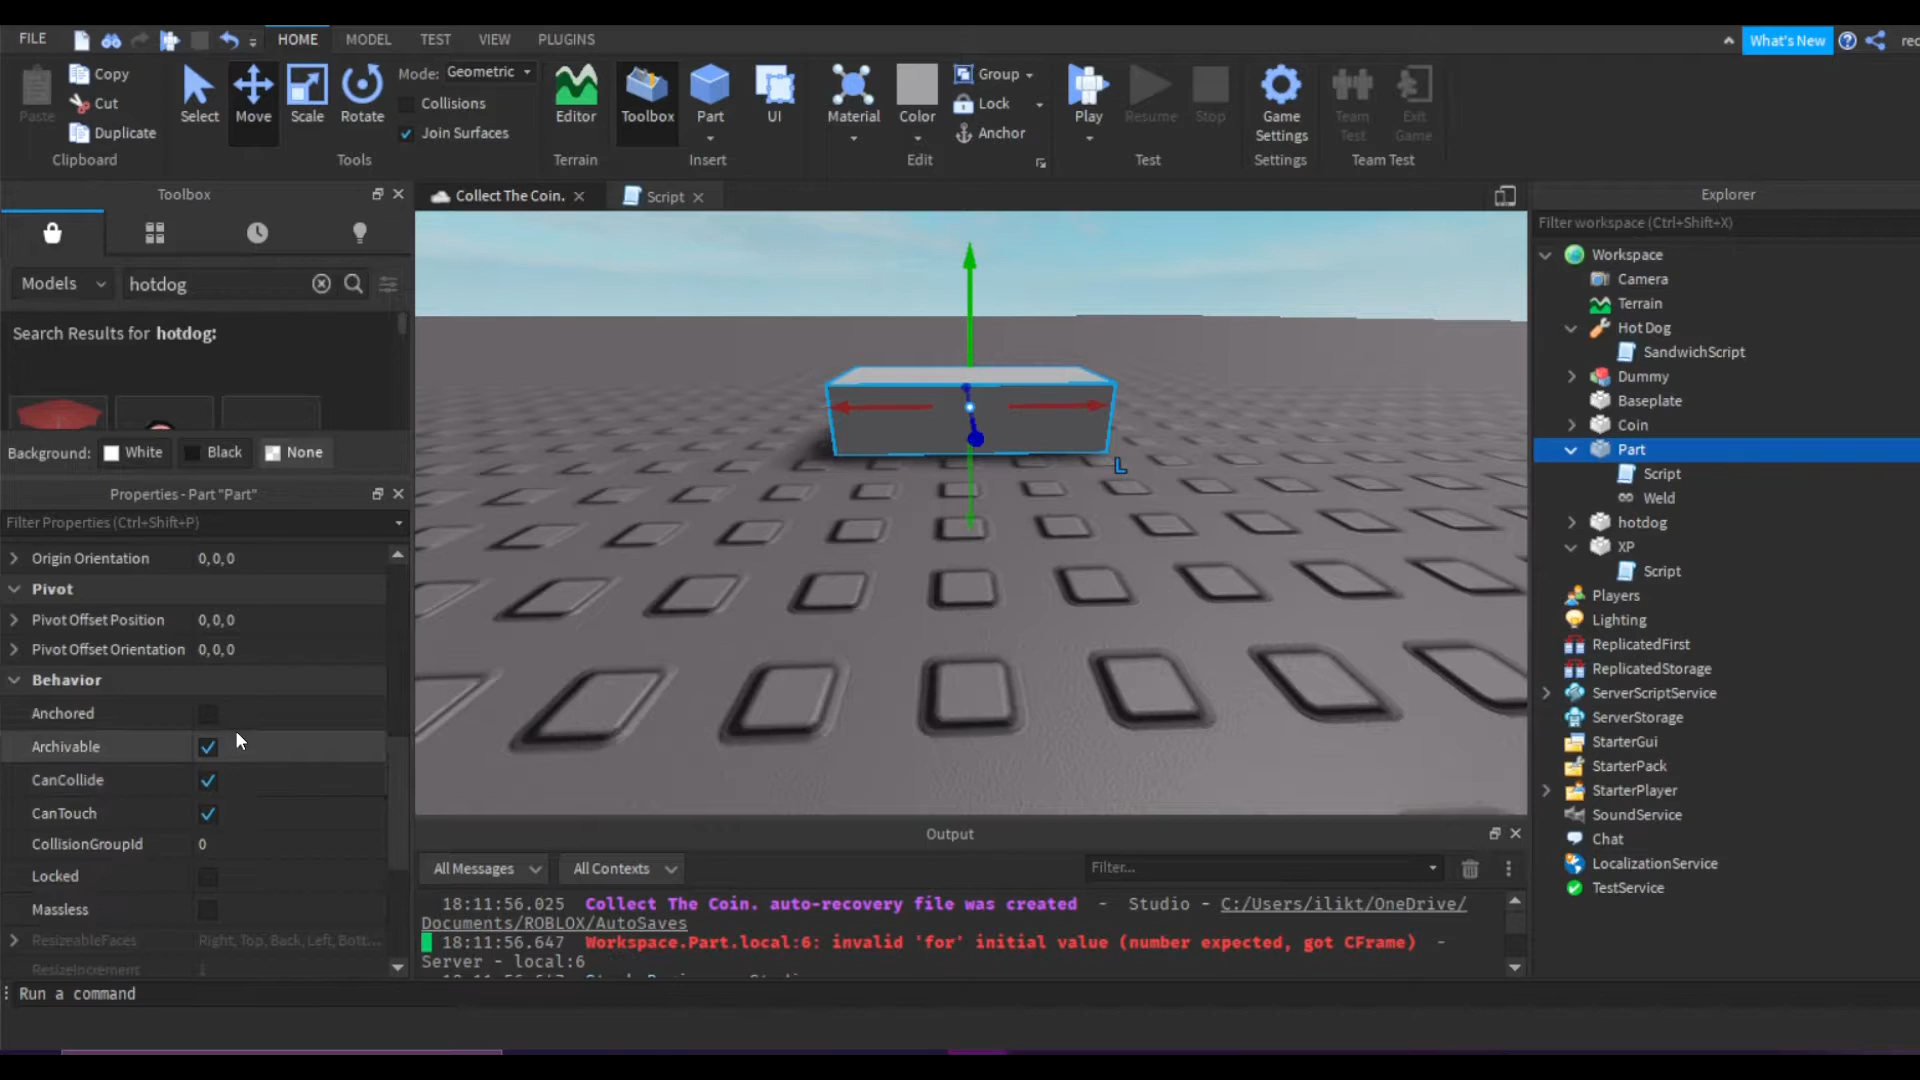 FILE
HOME
MODEL
TEST
VIEW
PLUGINS
What's New
rec
Paste
Copy
Cut
Duplicate
Clipboard
Select
Move
Scale
Rotate
Mode: Geometric
Collisions
Join Surfaces
Tools
Editor
Terrain
Toolbox
Part
UI
Insert
Material
Color
Group
Lock
Anchor
Edit
Play
Resume
Stop
Test
Game Settings
Settings
Team Test
Exit Game
Team Test
Toolbox
Models
hotdog
Search Results for hotdog:
Background: White Black None
Properties - Part "Part"
Filter Properties (Ctrl+Shift+P)
Origin Orientation 0,0,0
Pivot
Pivot Offset Position 0,0,0
Pivot Offset Orientation 0,0,0
Behavior
Anchored
Archivable
CanCollide
CanTouch
CollisionGroupId 0
Locked
Massless
ResizeableFaces Right, Top, Back, Left, Bott...
ResizeIncrement 1
Run a command
Collect The Coin.
Script
L
Output
All Messages
All Contexts
Filter...
18:11:56.025 Collect The Coin. auto-recovery file was created - Studio - C:/Users/ilikt/OneDrive/
Documents/ROBLOX/AutoSaves
18:11:56.647 Workspace.Part.local:6: invalid 'for' initial value (number expected, got CFrame) -
Server - local:6
Explorer
Filter workspace (Ctrl+Shift+X)
Workspace
Camera
Terrain
Hot Dog
SandwichScript
Dummy
Baseplate
Coin
Part
Script
Weld
hotdog
XP
Script
Players
Lighting
ReplicatedFirst
ReplicatedStorage
ServerScriptService
ServerStorage
StarterGui
StarterPack
StarterPlayer
SoundService
Chat
LocalizationService
TestService